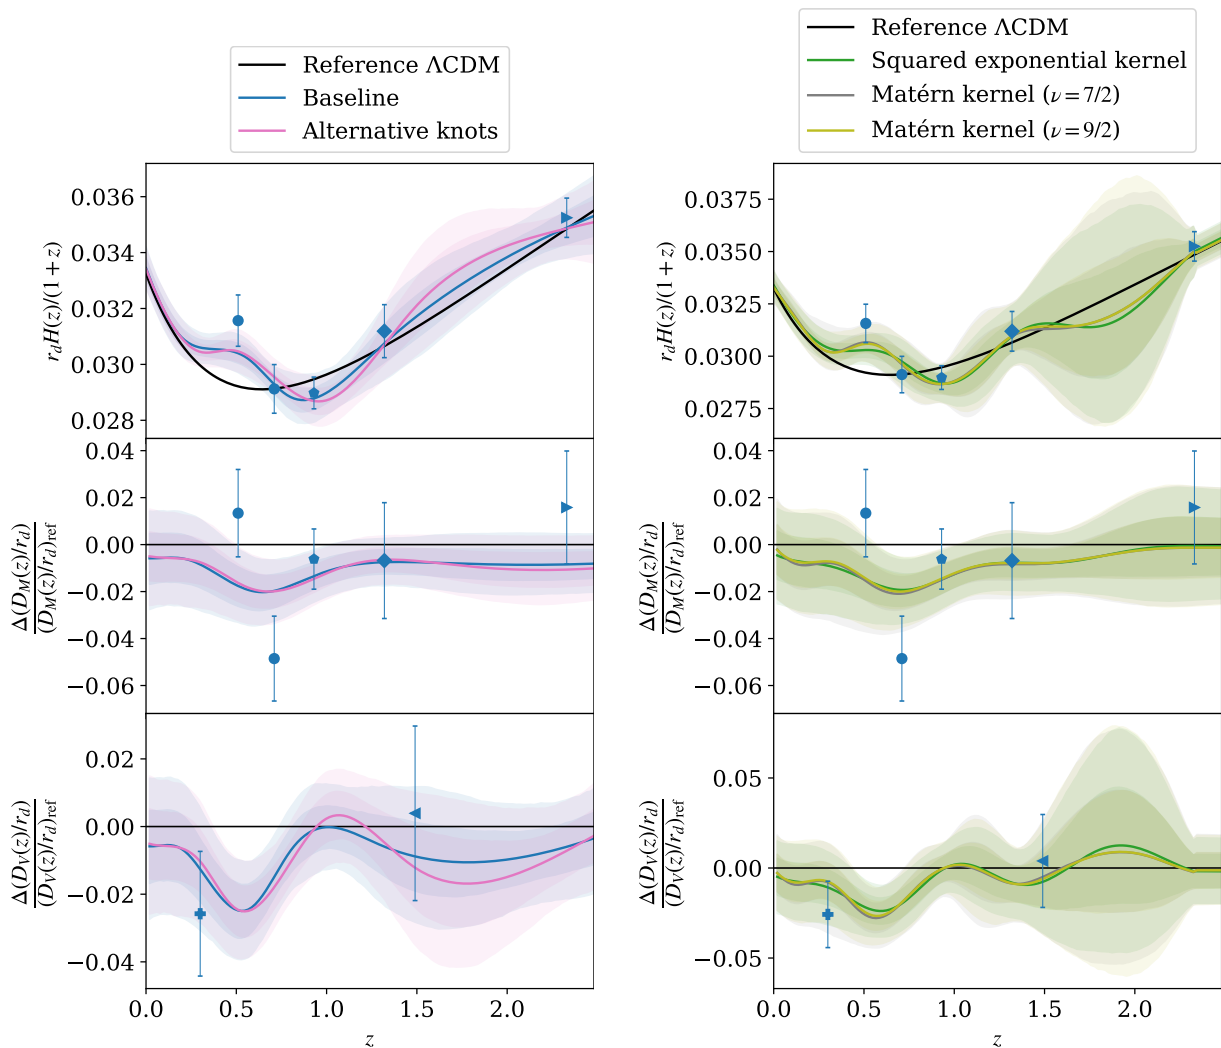 Reference ΛCDM
Baseline
Alternative knots
0.036
0.034
0.032
0.030
0.028
r_d H(z)/(1 + z)
0.04
0.02
0.00
−0.02
−0.04
−0.06
Δ(D_M(z)/r_d)
(D_M(z)/r_d)_ref
0.02
0.00
−0.02
−0.04
Δ(D_V(z)/r_d)
(D_V(z)/r_d)_ref
0.0 0.5 1.0 1.5 2.0
z
Reference ΛCDM
Squared exponential kernel
Matérn kernel (ν = 7/2)
Matérn kernel (ν = 9/2)
0.0375
0.0350
0.0325
0.0300
0.0275
r_d H(z)/(1 + z)
0.04
0.02
0.00
−0.02
−0.04
−0.06
Δ(D_M(z)/r_d)
(D_M(z)/r_d)_ref
0.05
0.00
−0.05
Δ(D_V(z)/r_d)
(D_V(z)/r_d)_ref
0.0 0.5 1.0 1.5 2.0
z